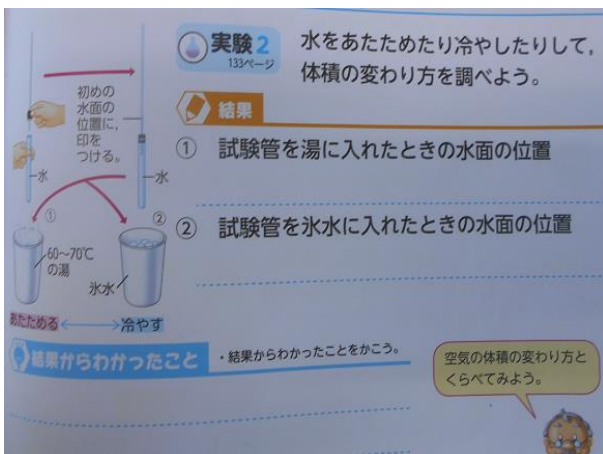 実験2
133ページ
水をあたためたり冷やしたりして,
体積の変わり方を調べよう。
初めの
水面の
位置に,
印を
つける。
水
水
①
②
60~70℃
の湯
氷水
あたためる
冷やす
結果
① 試験管を湯に入れたときの水面の位置
② 試験管を氷水に入れたときの水面の位置
結果からわかったこと
・結果からわかったことをかこう。
空気の体積の変わり方と
くらべてみよう。